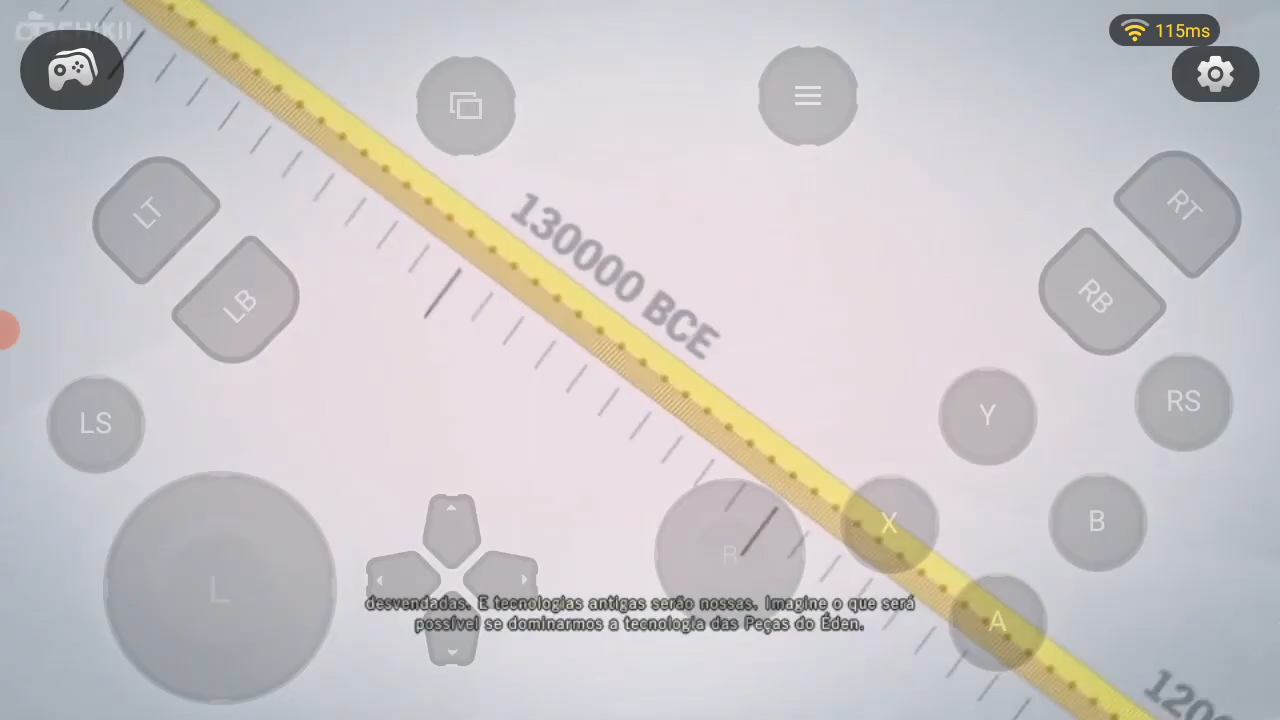 CHIKII
115ms
LT
RT
130000 BCE
LB
RB
LS
RS
Y
X
B
R
L
A
desvendadas. E tecnologias antigas serão nossas. Imagine o que será
possível se dominarmos a tecnologia das Peças do Éden.